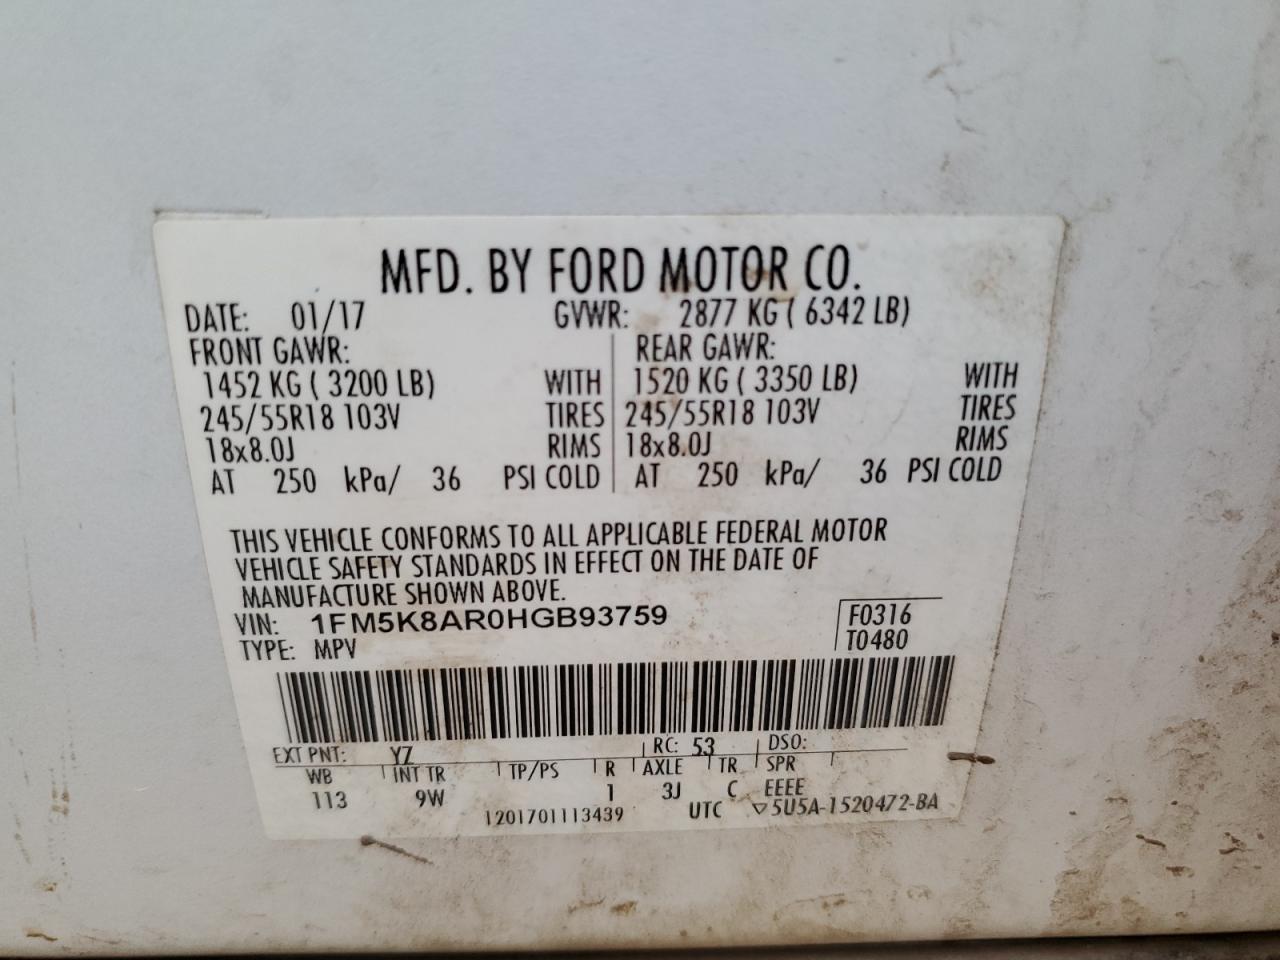 MFD. BY FORD MOTOR CO.
DATE: 01/17 GVWR: 2877 KG ( 6342 LB)
FRONT GAWR: REAR GAWR:
1452 KG ( 3200 LB) WITH 1520 KG ( 3350 LB) WITH
245/55R18 103V TIRES 245/55R18 103V TIRES
18x8.0J RIMS 18x8.0J RIMS
AT 250 kPa/ 36 PSI COLD AT 250 kPa/ 36 PSI COLD
THIS VEHICLE CONFORMS TO ALL APPLICABLE FEDERAL MOTOR
VEHICLE SAFETY STANDARDS IN EFFECT ON THE DATE OF
MANUFACTURE SHOWN ABOVE.
VIN: 1FM5K8AR0HGB93759 F0316
TYPE: MPV T0480
EXT PNT: YZ RC: 53 DSO:
WB INT TR TP/PS R AXLE TR SPR
113 9W 1 3J C EEEE
1201701113439 UTC ▽5U5A-1520472-BA